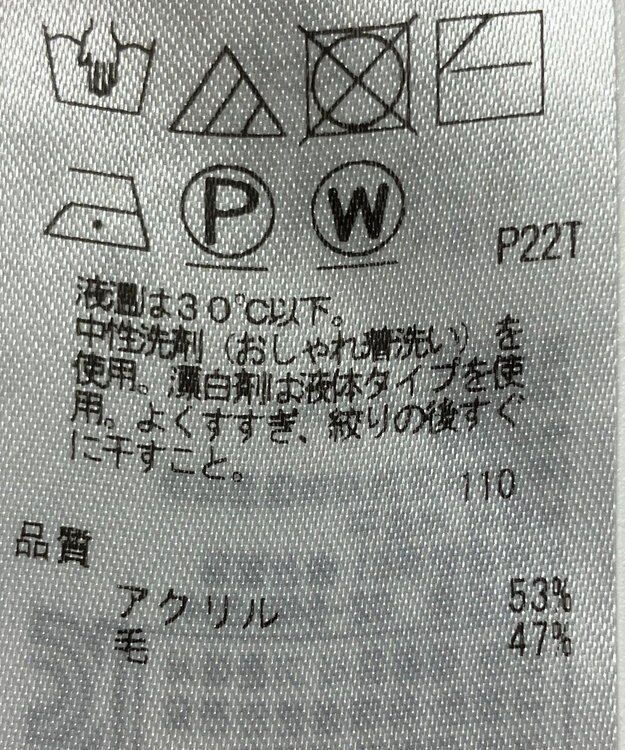 P
W
P22T
液温は30℃以下。
中性洗剤（おしゃれ着洗い）を
使用。漂白剤は液体タイプを使
用。よくすすぎ、絞りの後すぐ
に干すこと。
110
品質
アクリル 53%
毛 47%